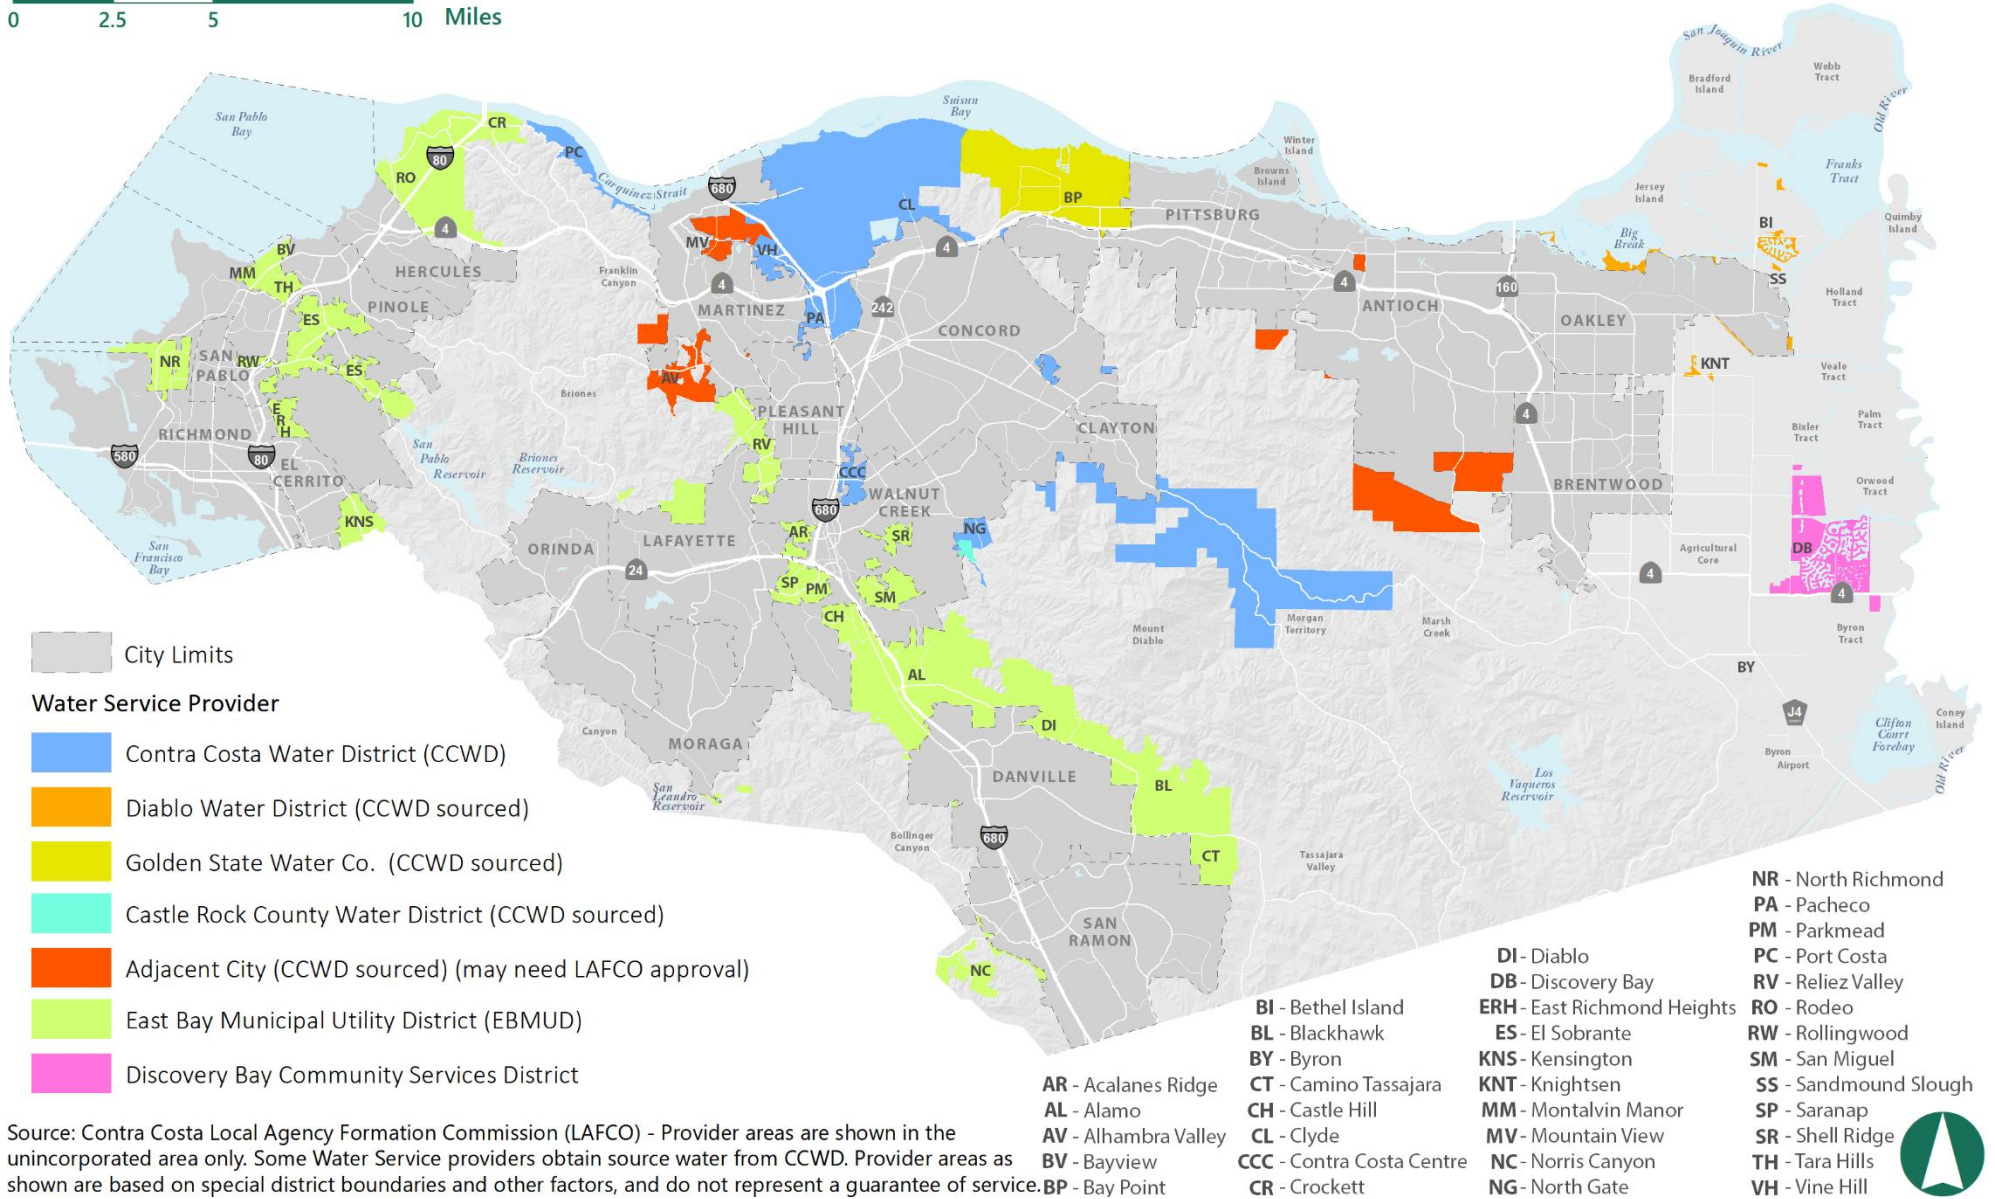 0 2.5 5 10 Miles
San Joaquin River
Webb
Tract
Bradford
Island
Old River
San Pablo
Bay
Suisun
Bay
CR
80
PC
RO
Carquinez Strait
680
Winter
Island
Browns
Island
Franks
Tract
Jersey
Island
BP
CL
PITTSBURG
BI
Quimby
Island
Big
Break
4
MV
VH
4
BV
MM
TH
HERCULES
Franklin
Canyon
4
SS
4
160
Holland
Tract
PINOLE
ES
MARTINEZ
PA
242
CONCORD
ANTIOCH
OAKLEY
NR
SAN
PABLO
RW
ES
AV
Briones
KNT
Veale
Tract
E
R
H
PLEASANT
HILL
CLAYTON
4
Palm
Tract
Bixler
Tract
RICHMOND
580
80
EL
CERRITO
San
Pablo
Reservoir
Briones
Reservoir
RV
CCC
WALNUT
CREEK
BRENTWOOD
Orwood
Tract
KNS
680
San
Francisco
Bay
ORINDA
LAFAYETTE
AR
SR
NG
DB
Agricultural
Core
24
SP
PM
SM
4
4
CH
Mount
Diablo
Morgan
Territory
Marsh
Creek
Byron
Tract
AL
BY
DI
J4
Coney
Island
Clifton
Court
Forebay
Canyon
MORAGA
Byron
Airport
Old River
San
Leandro
Reservoir
DANVILLE
BL
Los
Vaqueros
Reservoir
Bollinger
Canyon
680
CT
Tassajara
Valley
SAN
RAMON
NC
City Limits
Water Service Provider
Contra Costa Water District (CCWD)
Diablo Water District (CCWD sourced)
Golden State Water Co. (CCWD sourced)
Castle Rock County Water District (CCWD sourced)
Adjacent City (CCWD sourced) (may need LAFCO approval)
East Bay Municipal Utility District (EBMUD)
Discovery Bay Community Services District
Source: Contra Costa Local Agency Formation Commission (LAFCO) - Provider areas are shown in the
unincorporated area only. Some Water Service providers obtain source water from CCWD. Provider areas as
shown are based on special district boundaries and other factors, and do not represent a guarantee of service.
AR - Acalanes Ridge
AL - Alamo
AV - Alhambra Valley
BV - Bayview
BP - Bay Point
BI - Bethel Island
BL - Blackhawk
BY - Byron
CT - Camino Tassajara
CH - Castle Hill
CL - Clyde
CCC - Contra Costa Centre
CR - Crockett
DI - Diablo
DB - Discovery Bay
ERH - East Richmond Heights
ES - El Sobrante
KNS - Kensington
KNT - Knightsen
MM - Montalvin Manor
MV - Mountain View
NC - Norris Canyon
NG - North Gate
NR - North Richmond
PA - Pacheco
PM - Parkmead
PC - Port Costa
RV - Reliez Valley
RO - Rodeo
RW - Rollingwood
SM - San Miguel
SS - Sandmound Slough
SP - Saranap
SR - Shell Ridge
TH - Tara Hills
VH - Vine Hill